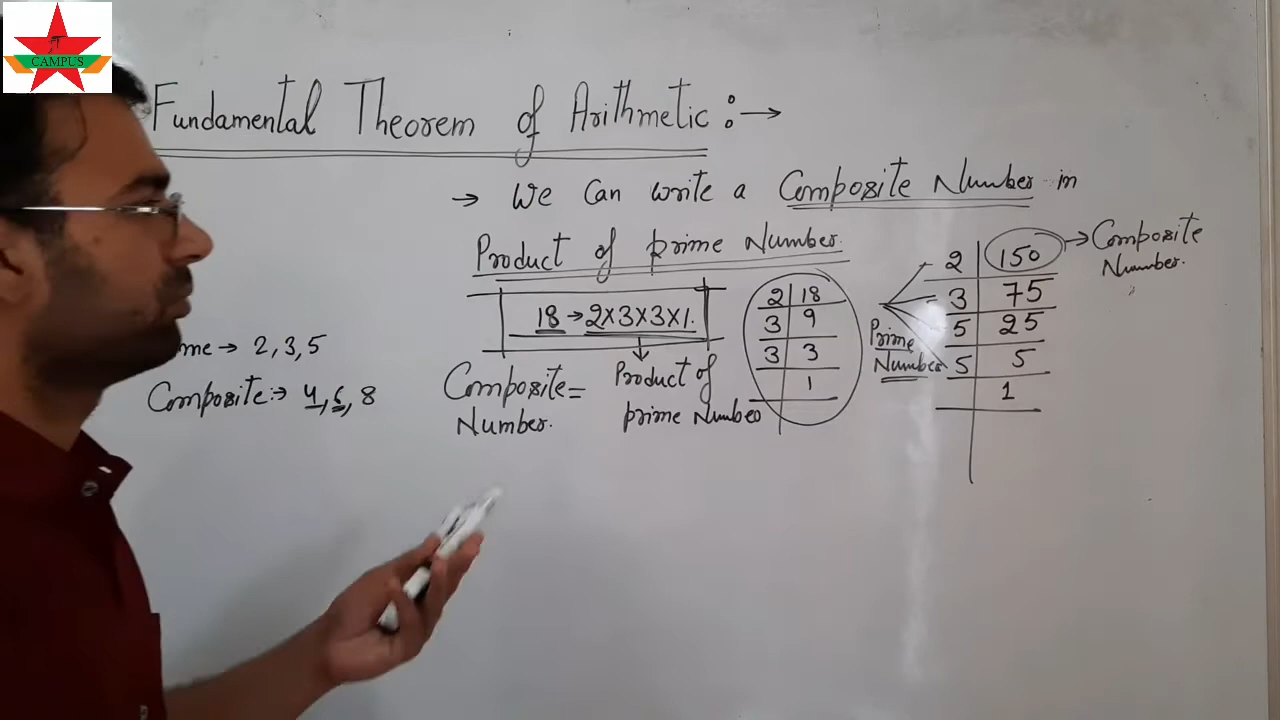 CAMPUS
Fundamental Theorem of Arithmetic :→
→ We Can write a Composite Number in
Product of prime Number.
18 → 2×3×3×1.
Composite = Product of
Number. prime Number
2 | 18
3 | 9
3 | 3
1
2 | 150 → Composite
Number.
3 | 75
5 | 25
5 | 5
1
Prime
Number
me → 2, 3, 5
Composite :→ 4, 6, 8